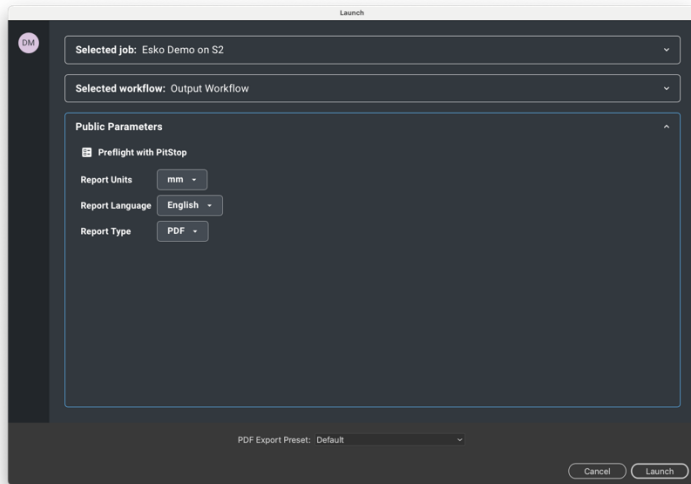 Launch
DM
Selected job: Esko Demo on S2
Selected workflow: Output Workflow
Public Parameters
Preflight with PitStop
Report Units mm
Report Language English
Report Type PDF
PDF Export Preset: Default
Cancel Launch